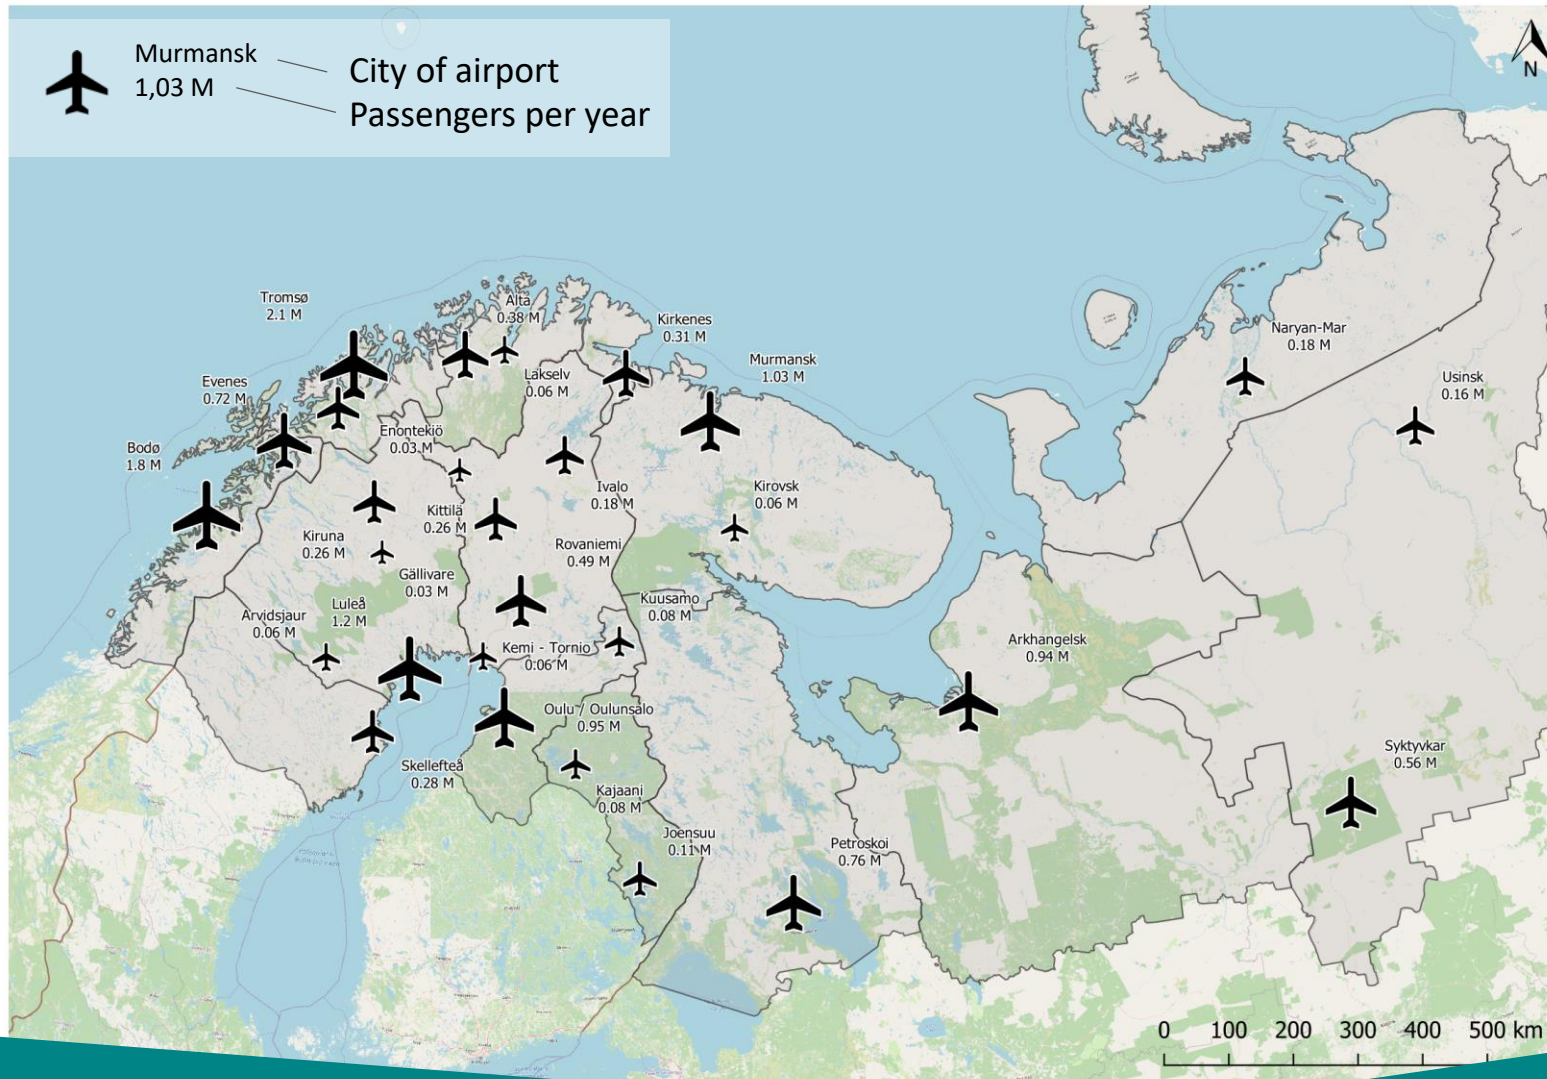 Murmansk
1,03 M
City of airport
Passengers per year
N
Tromsø
2.1 M
Alta
0.38 M
Kirkenes
0.31 M
Naryan-Mar
0.18 M
Murmansk
1.03 M
Lakselv
0.06 M
Evenes
0.72 M
Usinsk
0.16 M
Enontekiö
0.03 M
Bodø
1.8 M
Ivalo
0.18 M
Kirovsk
0.06 M
Kittilä
0.26 M
Kiruna
0.26 M
Rovaniemi
0.49 M
Gällivare
0.03 M
Luleå
1.2 M
Kuusamo
0.08 M
Arvidsjaur
0.06 M
Arkhangelsk
0.94 M
Kemi - Tornio
0.06 M
Oulu / Oulunsalo
0.95 M
Syktyvkar
0.56 M
Skellefteå
0.28 M
Kajaani
0.08 M
Joensuu
0.11 M
Petroskoi
0.76 M
0 100 200 300 400 500 km